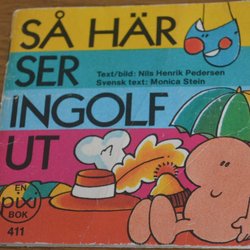 SÅ HÄR
SER
Text/bild: Nils Henrik Pedersen
Svensk text: Monica Stein
INGOLF
UT
EN
pixi
BOK
411